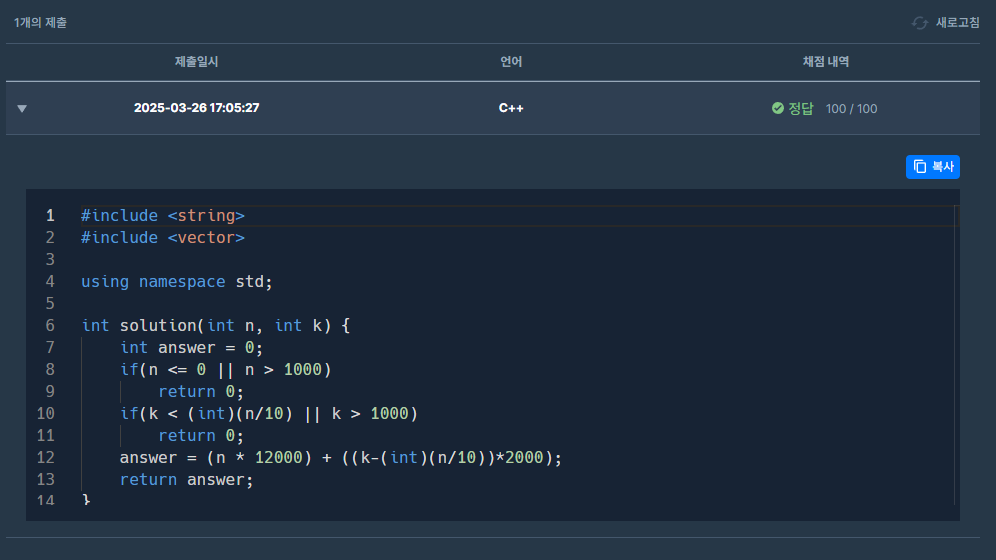 1개의 제출
새로고침
제출일시 언어 채점 내역
2025-03-26 17:05:27 C++ 정답 100 / 100
복사
1 #include <string>
2 #include <vector>
3
4 using namespace std;
5
6 int solution(int n, int k) {
7     int answer = 0;
8     if(n <= 0 || n > 1000)
9         return 0;
10     if(k < (int)(n/10) || k > 1000)
11         return 0;
12     answer = (n * 12000) + ((k-(int)(n/10))*2000);
13     return answer;
14 }